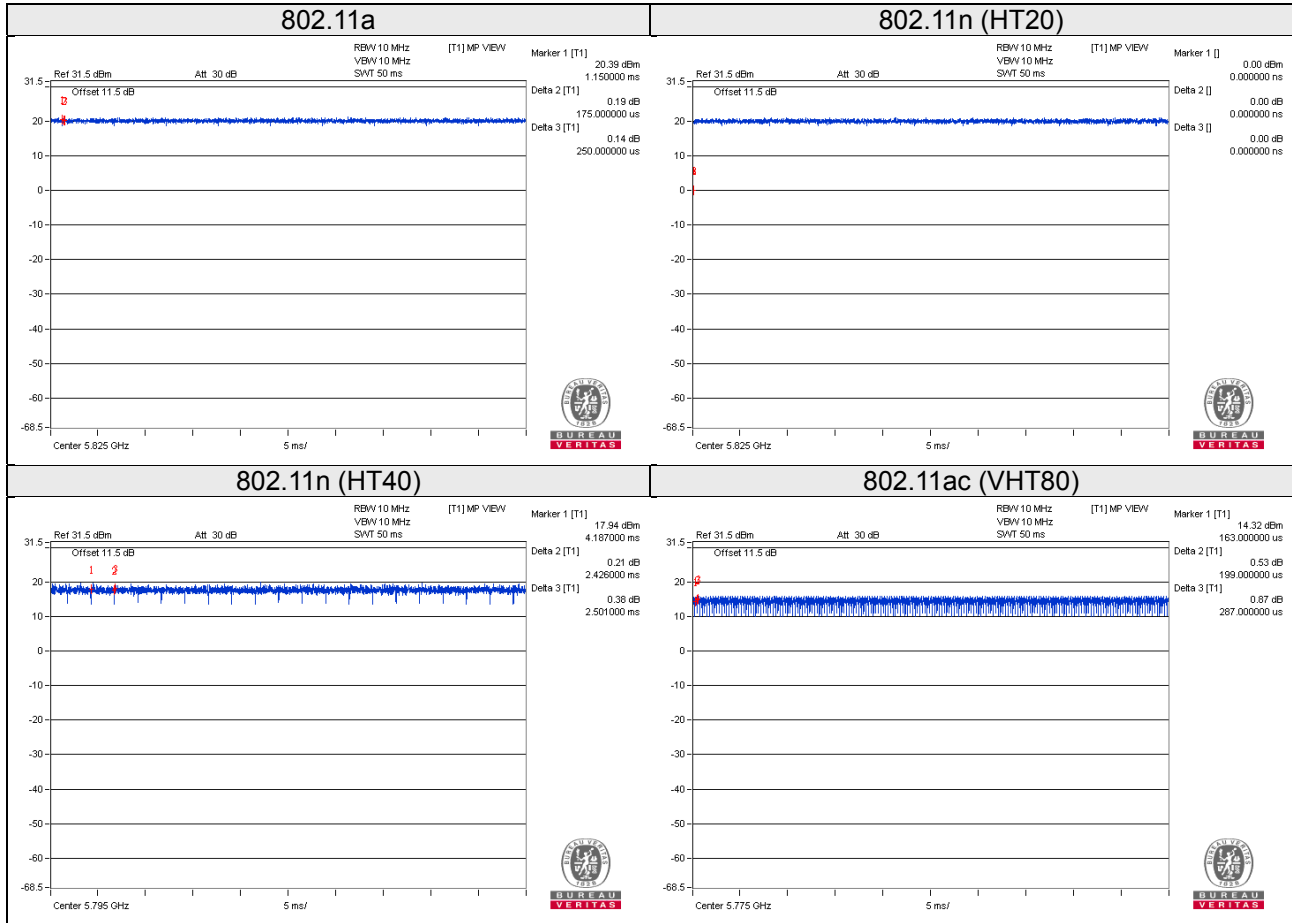 802.11a
RBW 10 MHz [T1] MP VIEW
VBW 10 MHz
Ref 31.5 dBm Att 30 dB SWT 50 ms
Marker 1 [T1]
20.39 dBm
1.150000 ms
Delta 2 [T1]
0.19 dB
175.000000 us
Delta 3 [T1]
0.14 dB
250.000000 us
31.5
Offset 11.5 dB
20
10
0
-10
-20
-30
-40
-50
-60
-68.5
Center 5.825 GHz 5 ms/
BUREAU VERITAS
1828
BUREAU
VERITAS
802.11n (HT20)
RBW 10 MHz [T1] MP VIEW
VBW 10 MHz
Ref 31.5 dBm Att 30 dB SWT 50 ms
Marker 1 []
0.00 dBm
0.000000 ns
Delta 2 []
0.00 dB
0.000000 ns
Delta 3 []
0.00 dB
0.000000 ns
31.5
Offset 11.5 dB
20
10
0
-10
-20
-30
-40
-50
-60
-68.5
Center 5.825 GHz 5 ms/
BUREAU VERITAS
1828
BUREAU
VERITAS
802.11n (HT40)
RBW 10 MHz [T1] MP VIEW
VBW 10 MHz
Ref 31.5 dBm Att 30 dB SWT 50 ms
Marker 1 [T1]
17.94 dBm
4.187000 ms
Delta 2 [T1]
0.21 dB
2.426000 ms
Delta 3 [T1]
0.38 dB
2.501000 ms
31.5
Offset 11.5 dB
1
20
10
0
-10
-20
-30
-40
-50
-60
-68.5
Center 5.795 GHz 5 ms/
BUREAU VERITAS
1828
BUREAU
VERITAS
802.11ac (VHT80)
RBW 10 MHz [T1] MP VIEW
VBW 10 MHz
Ref 31.5 dBm Att 30 dB SWT 50 ms
Marker 1 [T1]
14.32 dBm
163.000000 us
Delta 2 [T1]
0.53 dB
199.000000 us
Delta 3 [T1]
0.87 dB
287.000000 us
31.5
Offset 11.5 dB
20
10
0
-10
-20
-30
-40
-50
-60
-68.5
Center 5.775 GHz 5 ms/
BUREAU VERITAS
1828
BUREAU
VERITAS